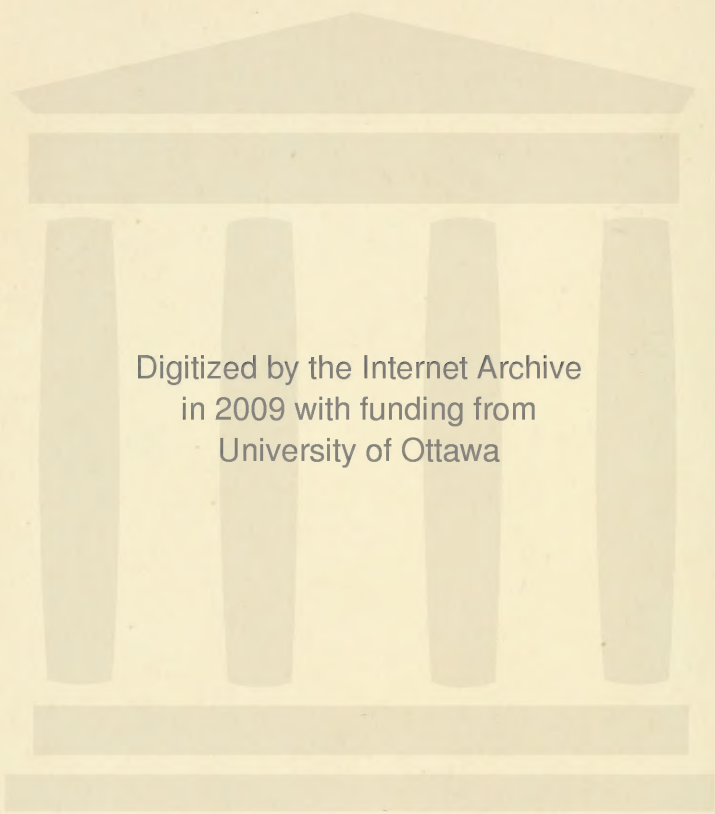 Digitized by the Internet Archive
in 2009 with funding from
University of Ottawa